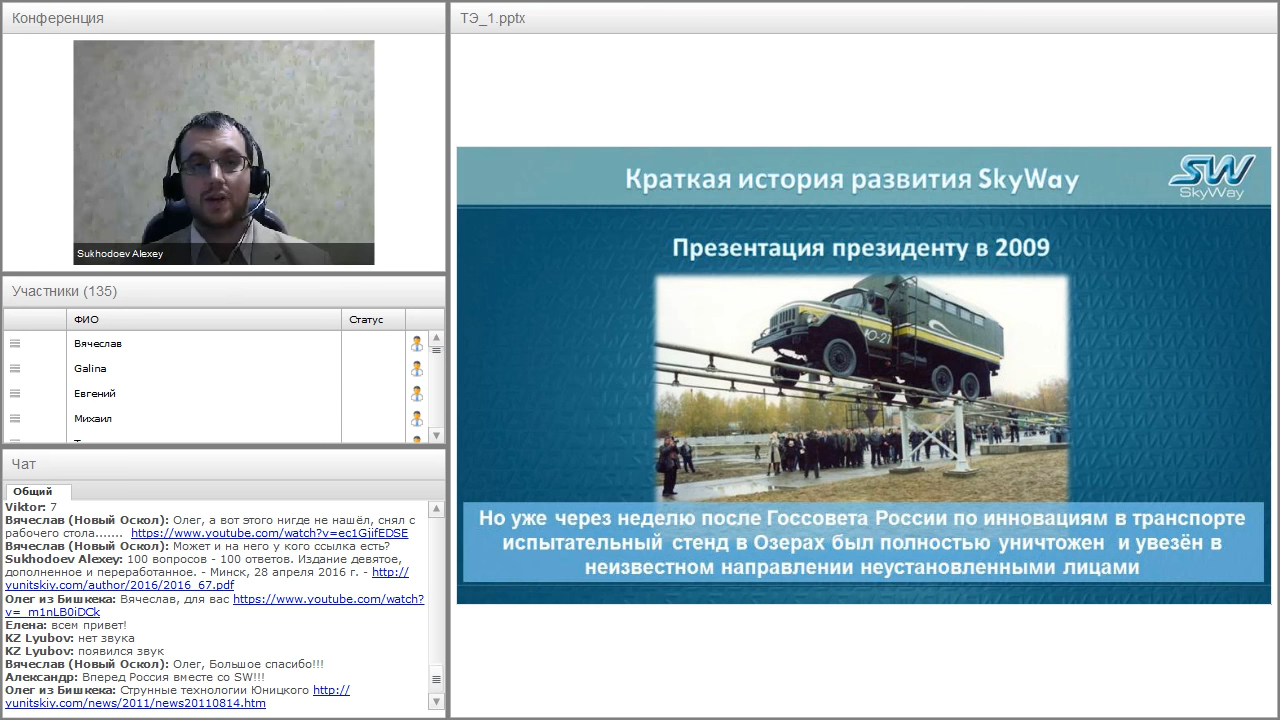 Конференция
Sukhodoev Alexey
Участники (135)
ФИО Статус
Вячеслав
Galina
Евгений
Михаил
Чат
Общий
Viktor: 7
Вячеслав (Новый Оскол): Олег, а вот этого нигде не нашёл, снял с
рабочего стола....... https://www.youtube.com/watch?v=ec1GjifEDSE
Вячеслав (Новый Оскол): Может и на него у кого ссылка есть?
Sukhodoev Alexey: 100 вопросов - 100 ответов. Издание девятое,
дополненное и переработанное. - Минск, 28 апреля 2016 г. - http://
yunitskiy.com/author/2016/2016_67.pdf
Олег из Бишкека: Вячеслав, для вас https://www.youtube.com/watch?
v=_m1nLB0iDCk
Елена: всем привет!
KZ Lyubov: нет звука
KZ Lyubov: появился звук
Вячеслав (Новый Оскол): Олег, Большое спасибо!!!
Александр: Вперед Россия вместе со SW!!!
Олег из Бишкека: Струнные технологии Юницкого http://
yunitskiy.com/news/2011/news20110814.htm
ТЭ_1.pptx
Краткая история развития SkyWay
SW
SkyWay
Презентация президенту в 2009
Ю-21
Но уже через неделю после Госсовета России по инновациям в транспорте
испытательный стенд в Озерах был полностью уничтожен и увезён в
неизвестном направлении неустановленными лицами